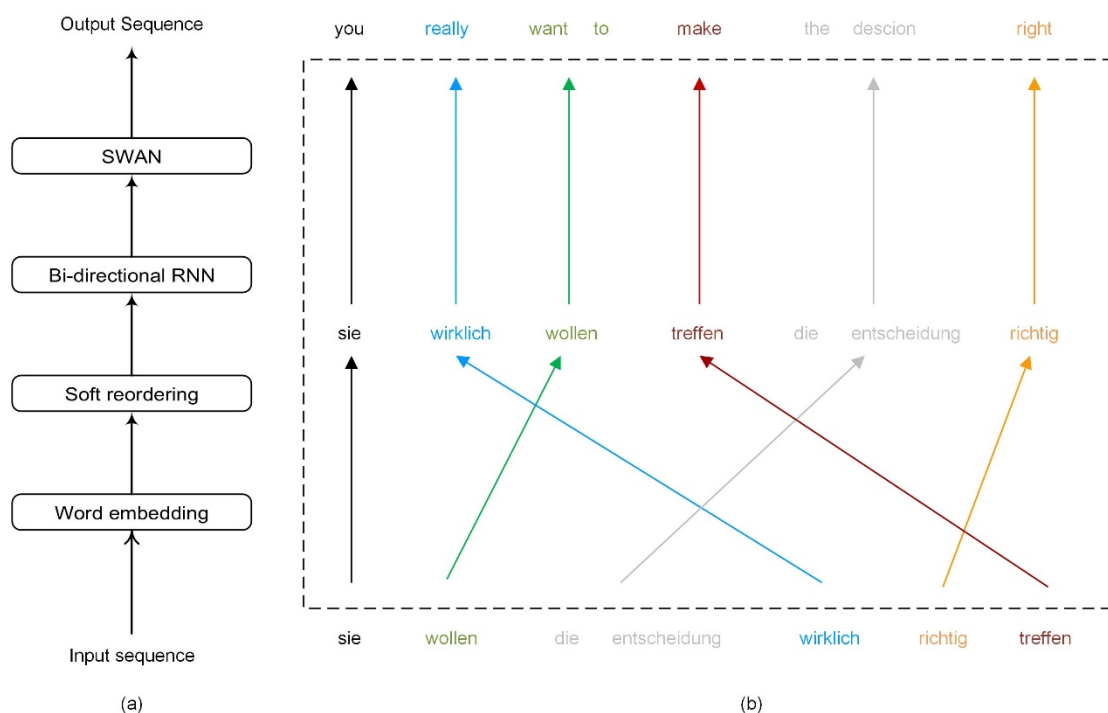 Output Sequence
SWAN
Bi-directional RNN
Soft reordering
Word embedding
Input sequence
(a)
you really want to make the descion right
sie wirklich wollen treffen die entscheidung richtig
sie wollen die entscheidung wirklich richtig treffen
(b)